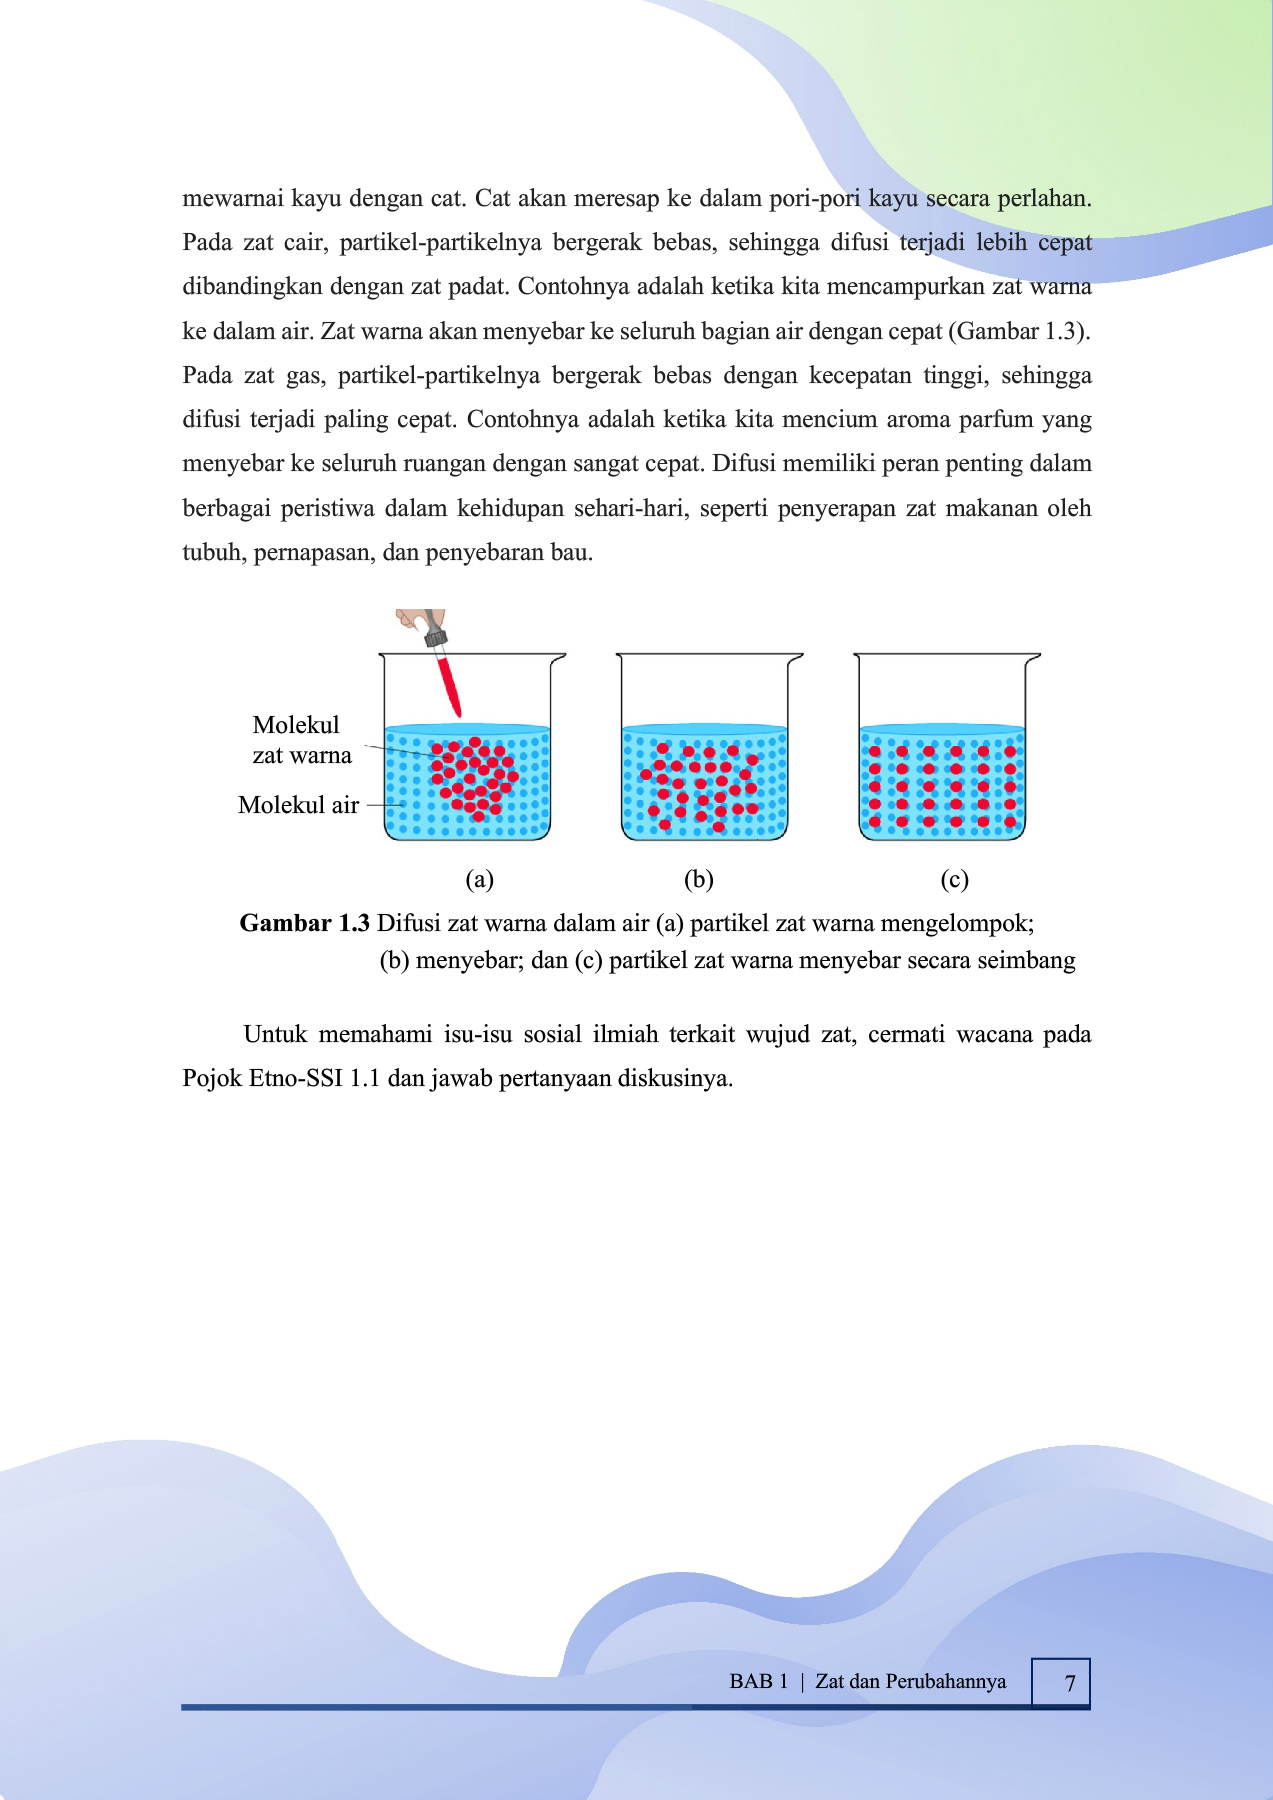 mewarnai kayu dengan cat. Cat akan meresap ke dalam pori-pori kayu secara perlahan.
Pada zat cair, partikel-partikelnya bergerak bebas, sehingga difusi terjadi lebih cepat
dibandingkan dengan zat padat. Contohnya adalah ketika kita mencampurkan zat warna
ke dalam air. Zat warna akan menyebar ke seluruh bagian air dengan cepat (Gambar 1.3).
Pada zat gas, partikel-partikelnya bergerak bebas dengan kecepatan tinggi, sehingga
difusi terjadi paling cepat. Contohnya adalah ketika kita mencium aroma parfum yang
menyebar ke seluruh ruangan dengan sangat cepat. Difusi memiliki peran penting dalam
berbagai peristiwa dalam kehidupan sehari-hari, seperti penyerapan zat makanan oleh
tubuh, pernapasan, dan penyebaran bau.
Molekul
zat warna
Molekul air
(a) (b) (c)
Gambar 1.3 Difusi zat warna dalam air (a) partikel zat warna mengelompok;
(b) menyebar; dan (c) partikel zat warna menyebar secara seimbang
Untuk memahami isu-isu sosial ilmiah terkait wujud zat, cermati wacana pada
Pojok Etno-SSI 1.1 dan jawab pertanyaan diskusinya.
BAB 1 | Zat dan Perubahannya 7